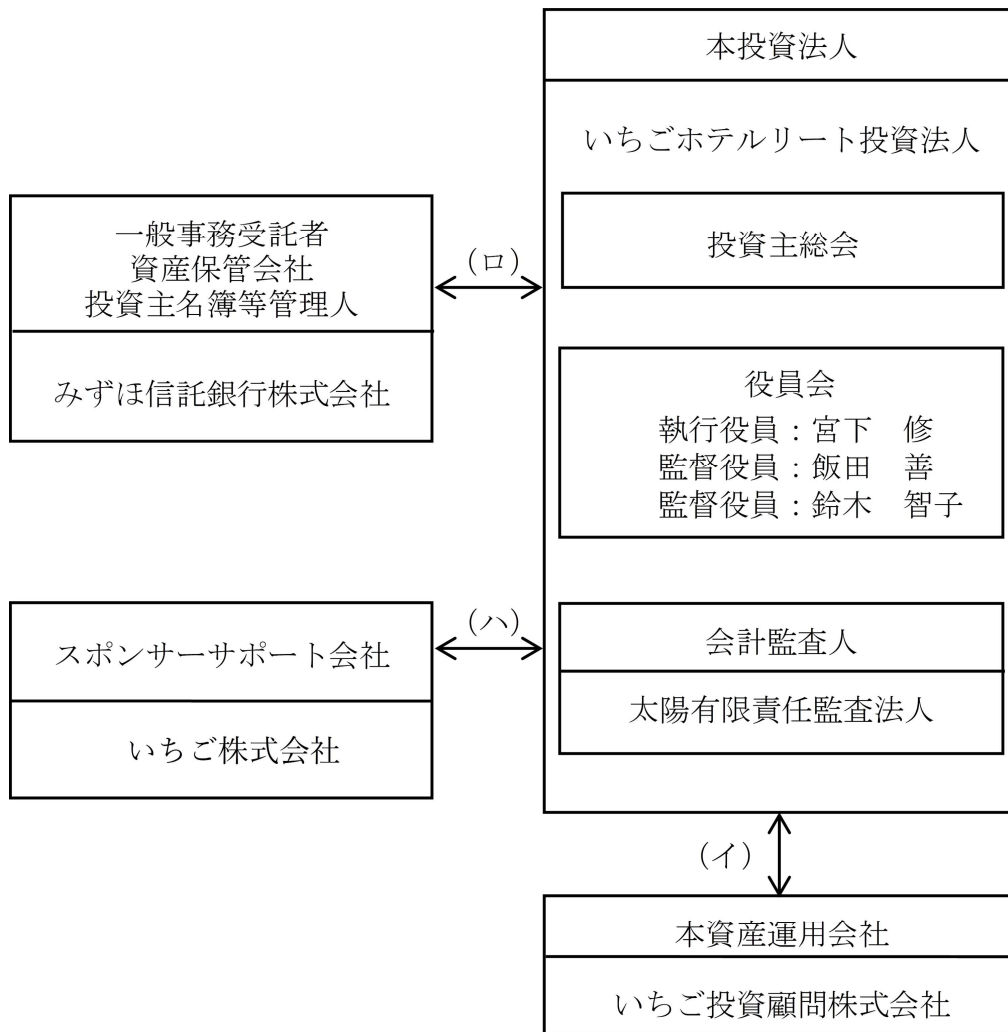 本投資法人
いちごホテルリート投資法人
投資主総会
一般事務受託者
資産保管会社
投資主名簿等管理人
(ロ)
みずほ信託銀行株式会社
役員会
執行役員：宮下　修
監督役員：飯田　善
監督役員：鈴木　智子
スポンサーサポート会社
(ハ)
いちご株式会社
会計監査人
太陽有限責任監査法人
(イ)
本資産運用会社
いちご投資顧問株式会社